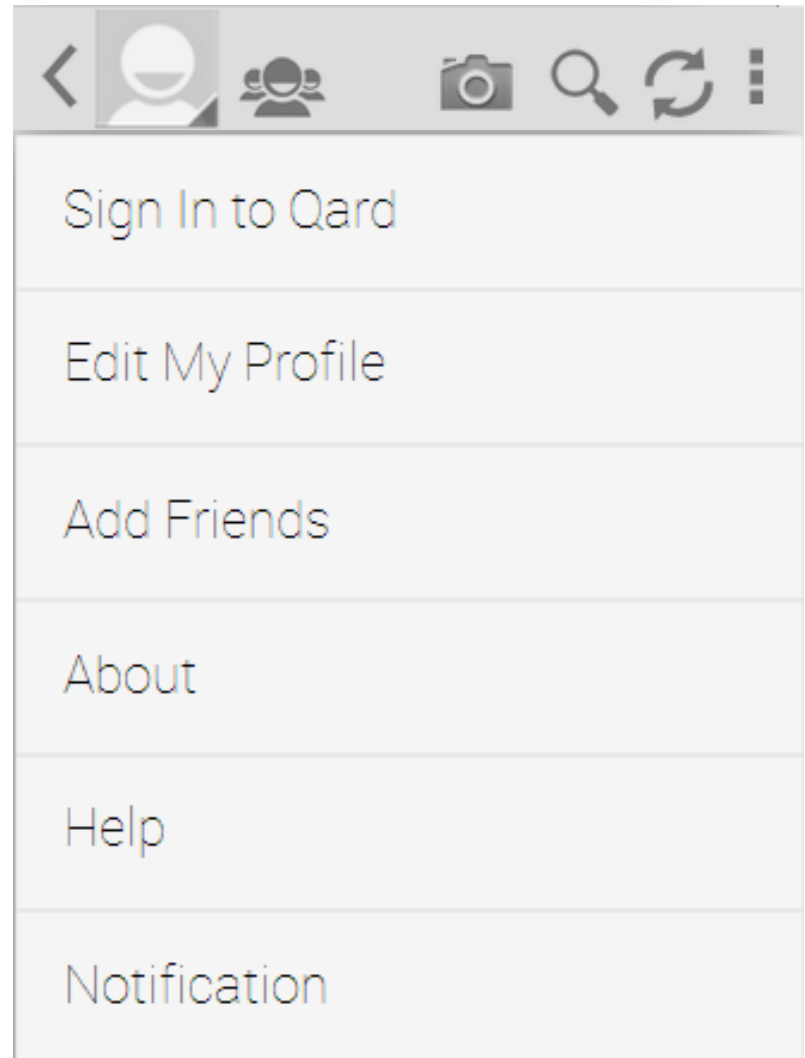 Sign In to Qard
Edit My Profile
Add Friends
About
Help
Notification